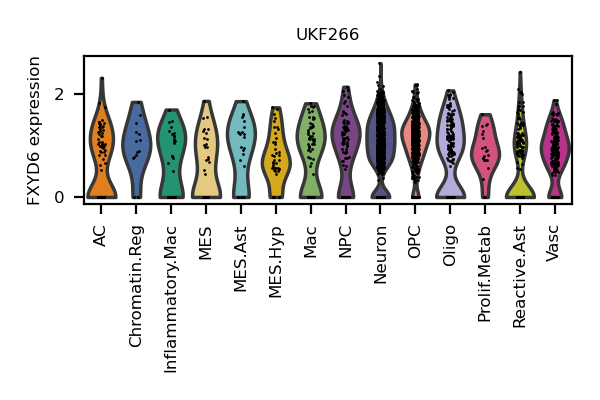 UKF266
FXYD6 expression
2
0
AC
Chromatin.Reg
Inflammatory.Mac
MES
MES.Ast
MES.Hyp
Mac
NPC
Neuron
OPC
Oligo
Prolif.Metab
Reactive.Ast
Vasc